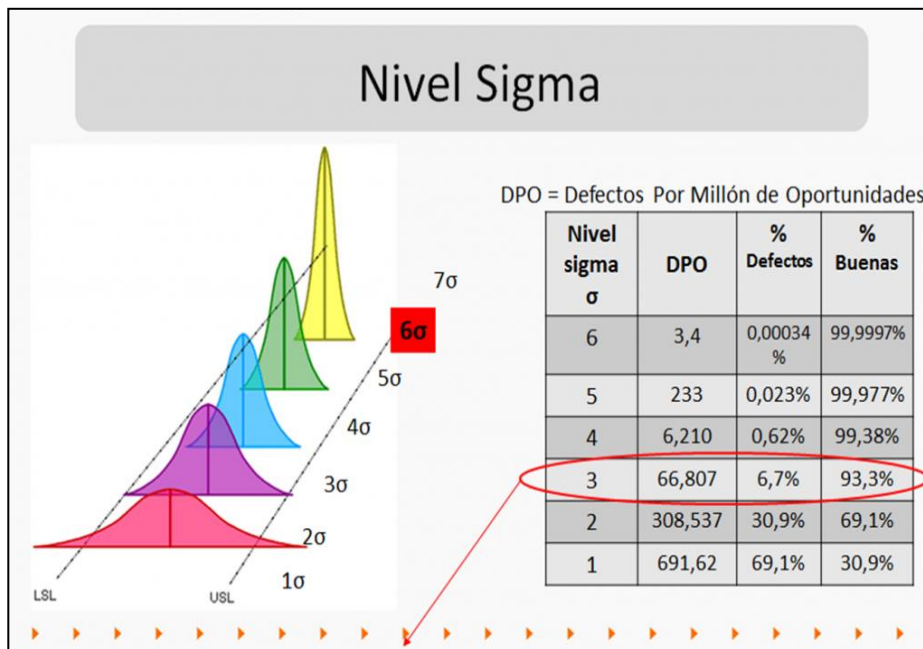 Nivel Sigma
DPO = Defectos Por Millón de Oportunidades
7σ
6σ
5σ
4σ
3σ
2σ
1σ
LSL
USL
Nivel sigma σ DPO % Defectos % Buenas
6 3,4 0,00034 % 99,9997%
5 233 0,023% 99,977%
4 6,210 0,62% 99,38%
3 66,807 6,7% 93,3%
2 308,537 30,9% 69,1%
1 691,62 69,1% 30,9%